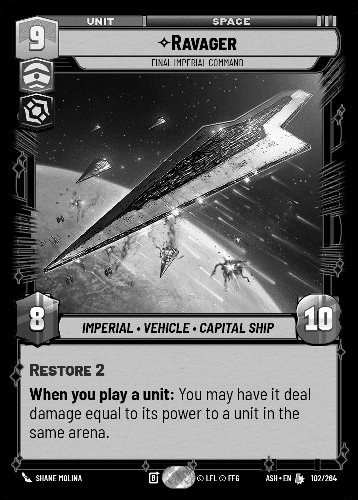 UNIT SPACE
9
✧RAVAGER
FINAL IMPERIAL COMMAND
8
IMPERIAL • VEHICLE • CAPITAL SHIP
10
RESTORE 2
When you play a unit: You may have it deal
damage equal to its power to a unit in the
same arena.
SHANE MOLINA
© LFL © FFG
ASH • EN
102/264